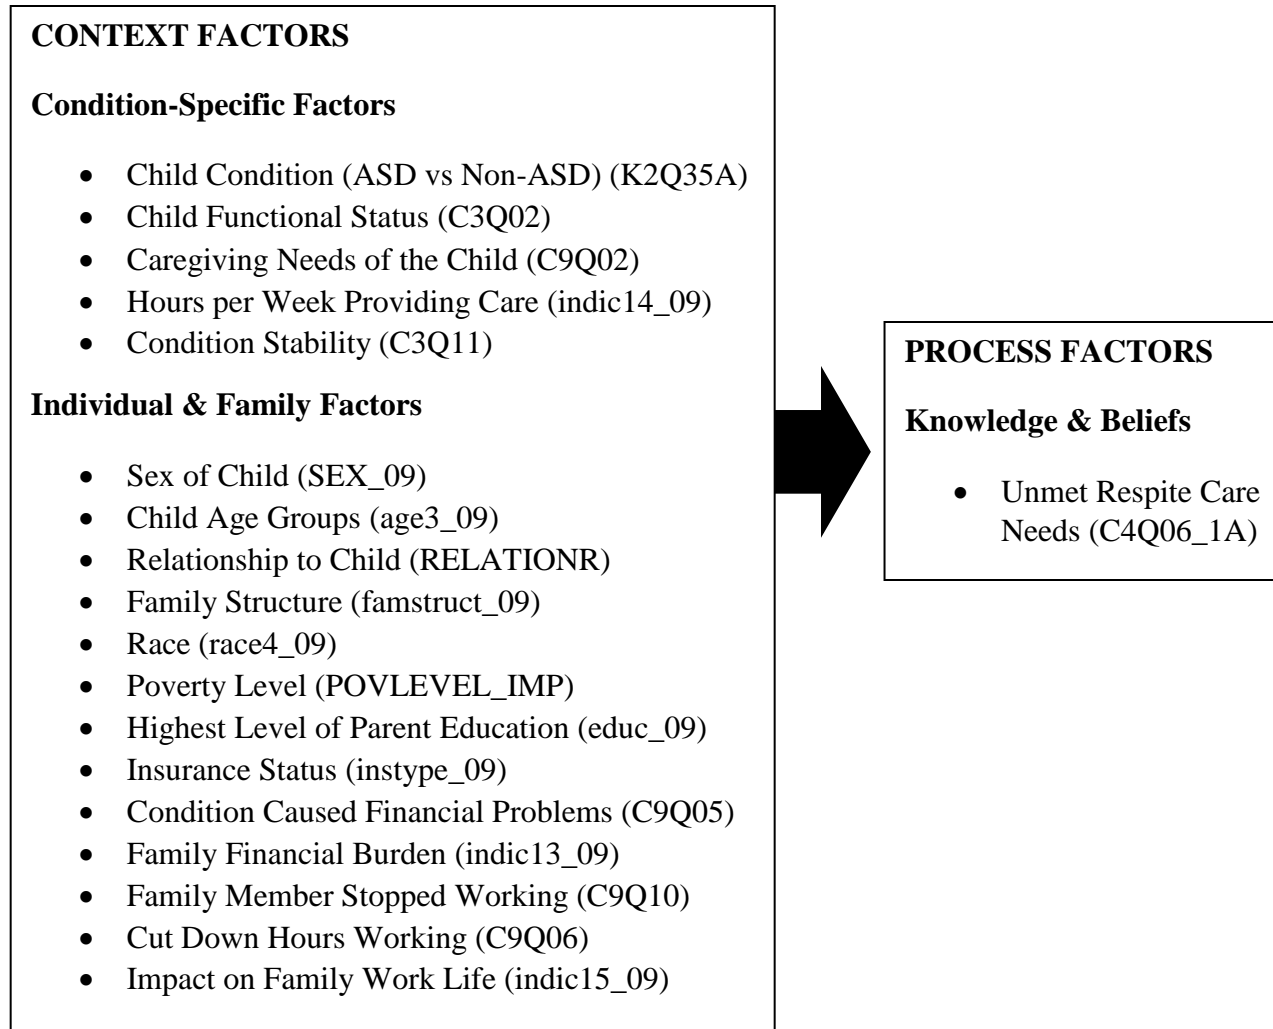 CONTEXT FACTORS
Condition-Specific Factors
• Child Condition (ASD vs Non-ASD) (K2Q35A)
• Child Functional Status (C3Q02)
• Caregiving Needs of the Child (C9Q02)
• Hours per Week Providing Care (indic14_09)
• Condition Stability (C3Q11)
Individual & Family Factors
• Sex of Child (SEX_09)
• Child Age Groups (age3_09)
• Relationship to Child (RELATIONR)
• Family Structure (famstruct_09)
• Race (race4_09)
• Poverty Level (POVLEVEL_IMP)
• Highest Level of Parent Education (educ_09)
• Insurance Status (instype_09)
• Condition Caused Financial Problems (C9Q05)
• Family Financial Burden (indic13_09)
• Family Member Stopped Working (C9Q10)
• Cut Down Hours Working (C9Q06)
• Impact on Family Work Life (indic15_09)
PROCESS FACTORS
Knowledge & Beliefs
• Unmet Respite Care
Needs (C4Q06_1A)